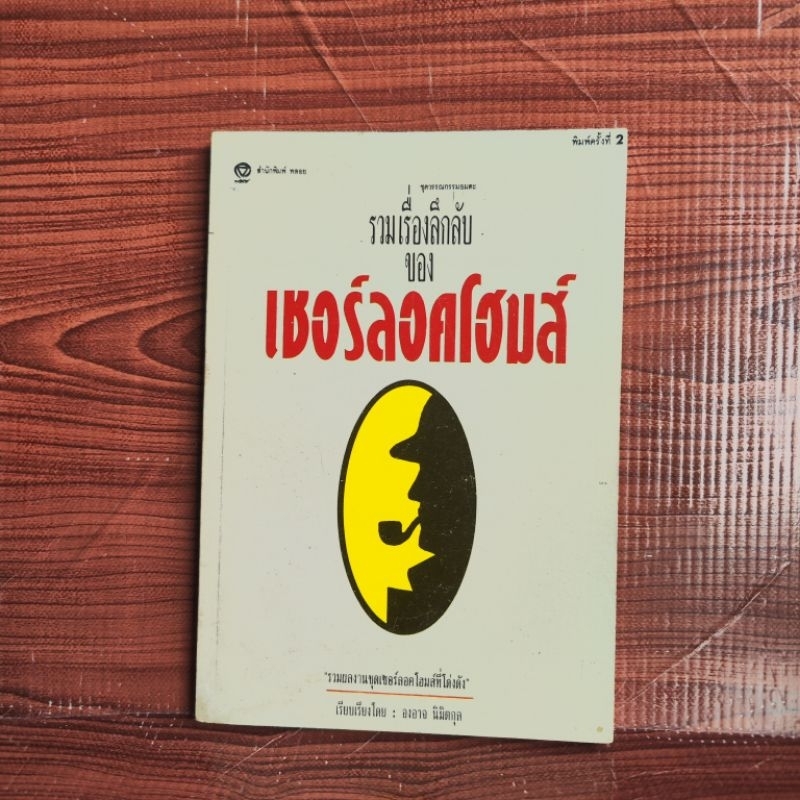 พิมพ์ครั้งที่ 2
สำนักพิมพ์ พลอย
ชุดวรรณกรรมอมตะ
รวมเรื่องลึกลับ
ของ
เชอร์ลอคโฮมส์
"รวมผลงานชุดเชอร์ลอคโฮมส์ที่โด่งดัง"
เรียบเรียงโดย : องอาจ นิมิตกุล